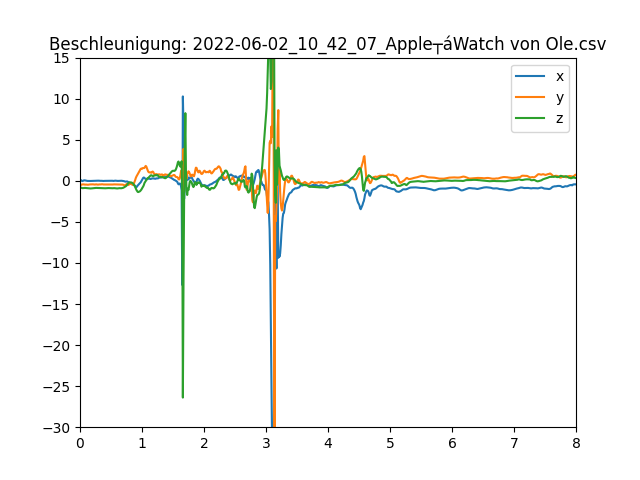 Beschleunigung: 2022-06-02_10_42_07_Apple┬áWatch von Ole.csv
15
10
5
0
−5
−10
−15
−20
−25
−30
0 1 2 3 4 5 6 7 8
x
y
z